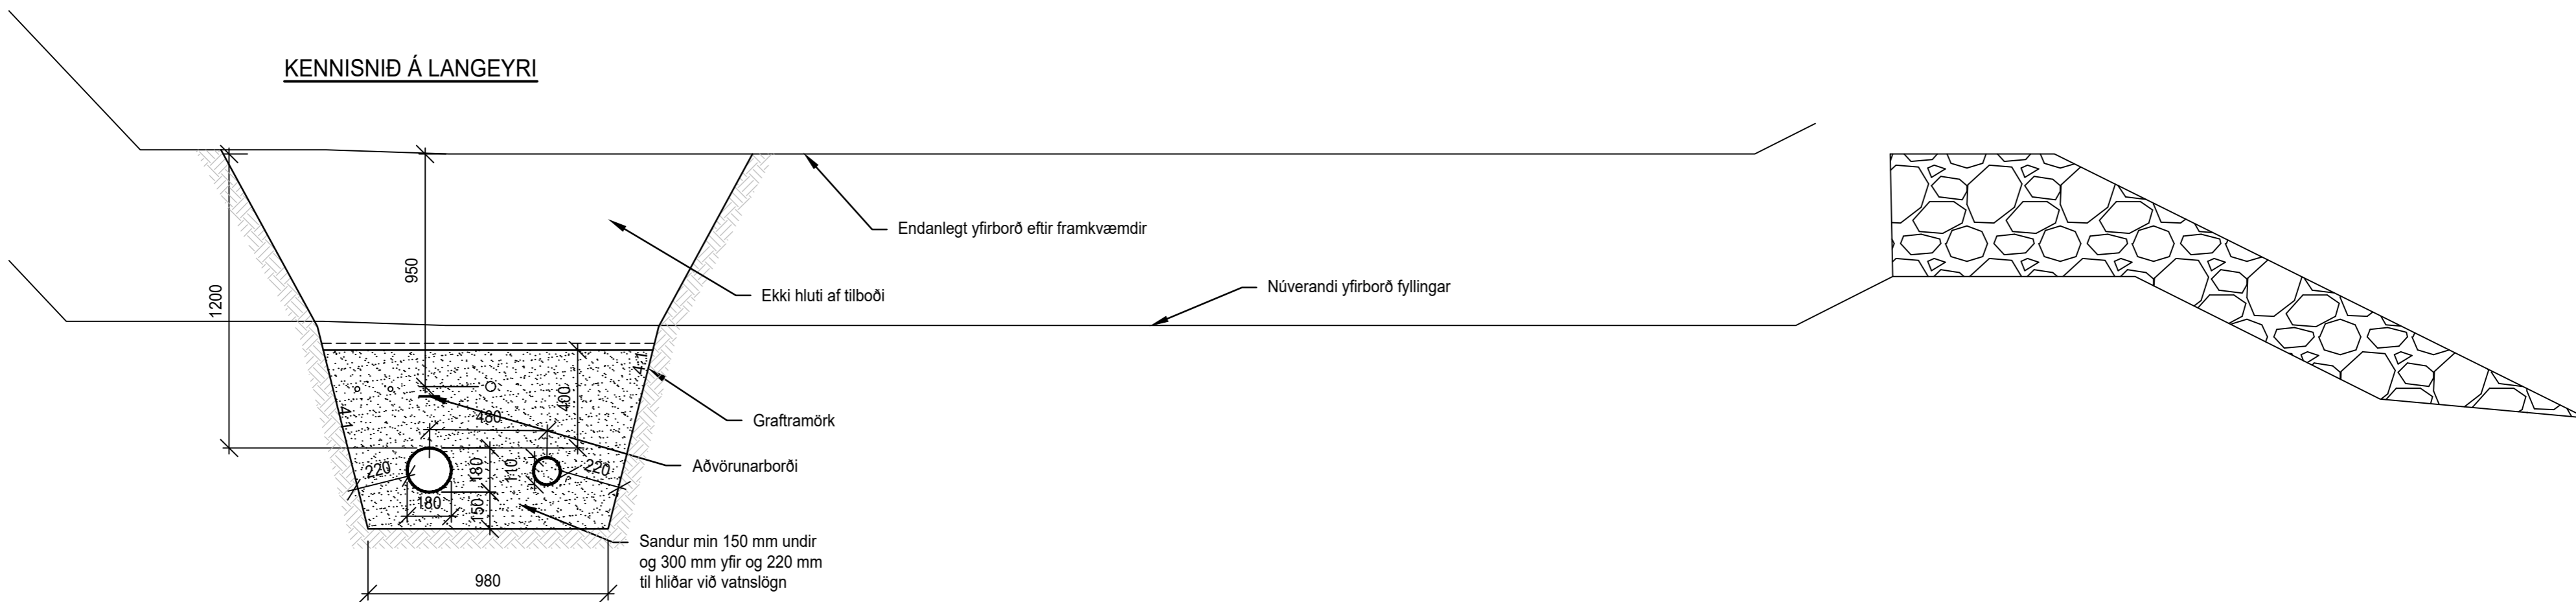 KENNISNIÐ Á LANGEYRI
Endanlegt yfirborð eftir framkvæmdir
950
Núverandi yfirborð fyllingar
Ekki hluti af tilboði
1200
4:1
400
4:1
480
Graftramörk
Aðvörunarborði
220
180
110
220
180
150
Sandur min 150 mm undir
og 300 mm yfir og 220 mm
til hliðar við vatnslögn
980